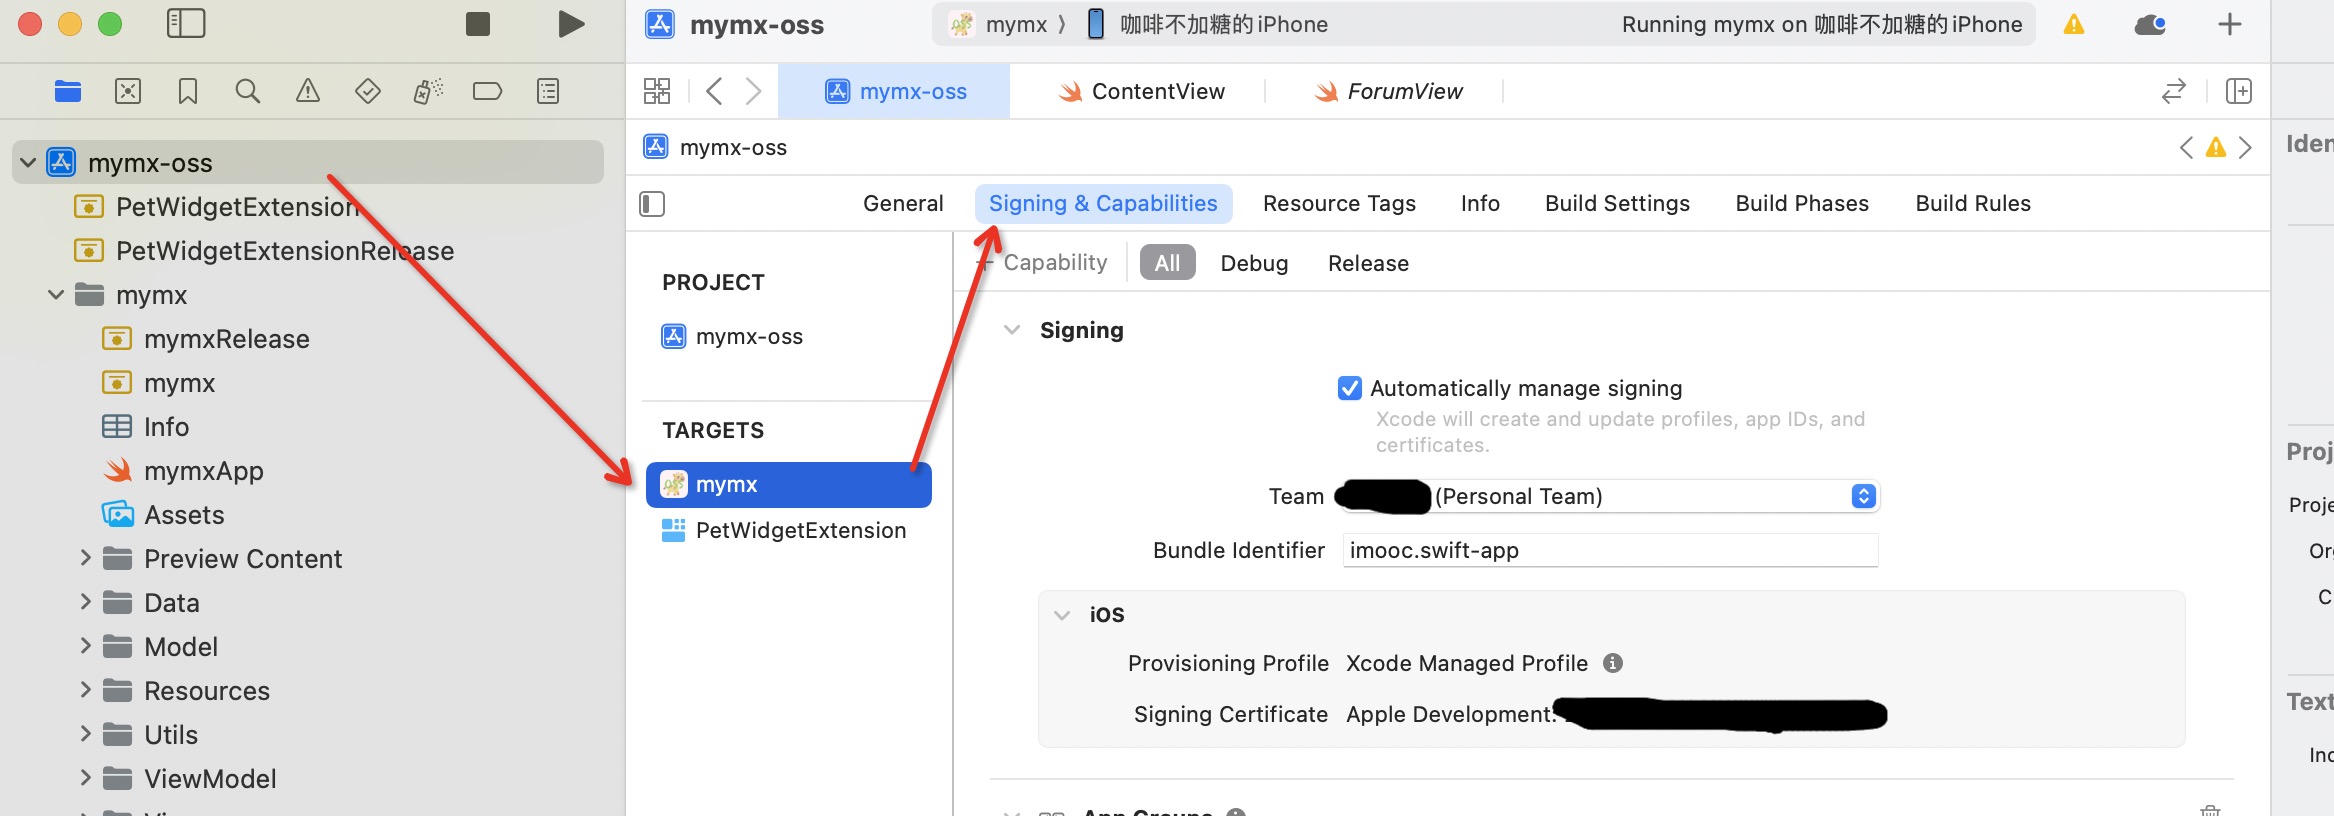 mymx-oss
mymx 〉 咖啡不加糖的iPhone
Running mymx on 咖啡不加糖的iPhone
mymx-oss
ContentView
ForumView
mymx-oss
PetWidgetExtension
PetWidgetExtensionRelease
mymx
mymxRelease
mymx
Info
mymxApp
Assets
Preview Content
Data
Model
Resources
Utils
ViewModel
mymx-oss
General
Signing & Capabilities
Resource Tags
Info
Build Settings
Build Phases
Build Rules
PROJECT
mymx-oss
TARGETS
mymx
PetWidgetExtension
+ Capability
All
Debug
Release
Signing
Automatically manage signing
Xcode will create and update profiles, app IDs, and
certificates.
Team (Personal Team)
Bundle Identifier imooc.swift-app
iOS
Provisioning Profile Xcode Managed Profile
Signing Certificate Apple Development:
App Groups
Iden
Proj
Proje
Or
C
Text
Ind